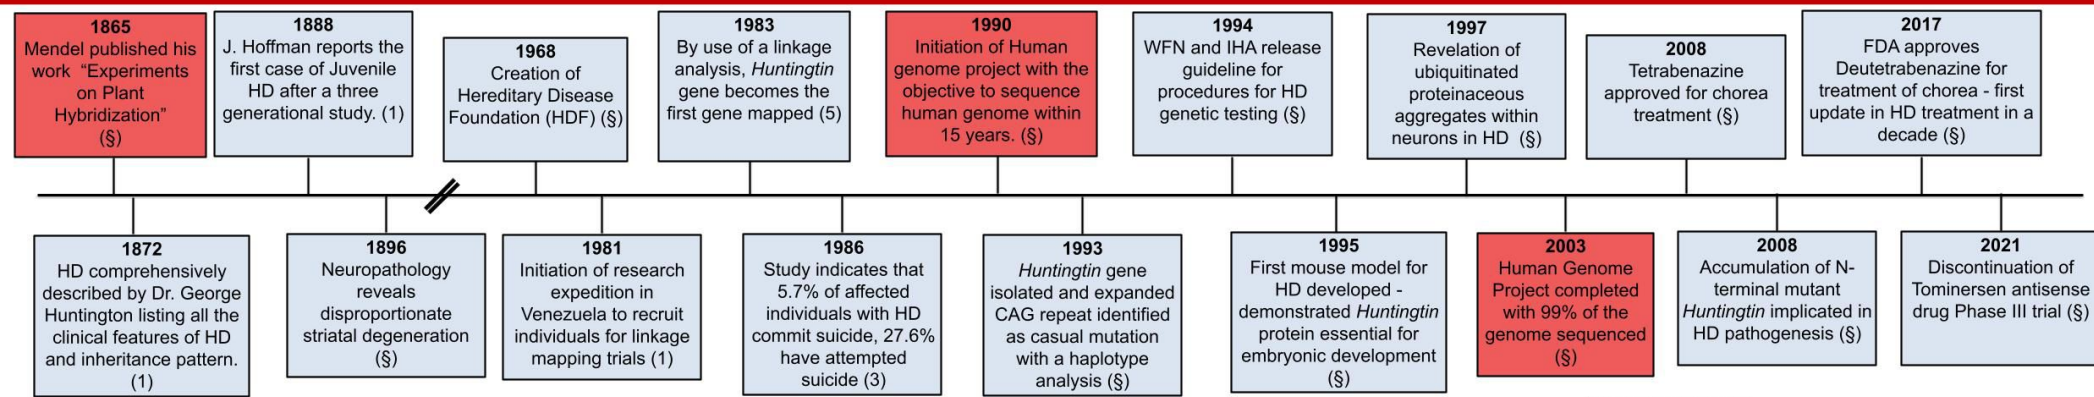 1865
Mendel published his
work “Experiments
on Plant
Hybridization”
(§)
1888
J. Hoffman reports the
first case of Juvenile
HD after a three
generational study. (1)
1968
Creation of
Hereditary Disease
Foundation (HDF) (§)
1983
By use of a linkage
analysis, Huntingtin
gene becomes the
first gene mapped (5)
1990
Initiation of Human
genome project with the
objective to sequence
human genome within
15 years. (§)
1994
WFN and IHA release
guideline for
procedures for HD
genetic testing (§)
1997
Revelation of
ubiquitinated
proteinaceous
aggregates within
neurons in HD (§)
2008
Tetrabenazine
approved for chorea
treatment (§)
2017
FDA approves
Deutetrabenazine for
treatment of chorea - first
update in HD treatment in a
decade (§)
1872
HD comprehensively
described by Dr. George
Huntington listing all the
clinical features of HD
and inheritance pattern.
(1)
1896
Neuropathology
reveals
disproportionate
striatal degeneration
(§)
1981
Initiation of research
expedition in
Venezuela to recruit
individuals for linkage
mapping trials (1)
1986
Study indicates that
5.7% of affected
individuals with HD
commit suicide, 27.6%
have attempted
suicide (3)
1993
Huntingtin gene
isolated and expanded
CAG repeat identified
as casual mutation
with a haplotype
analysis (§)
1995
First mouse model for
HD developed -
demonstrated Huntingtin
protein essential for
embryonic development
(§)
2003
Human Genome
Project completed
with 99% of the
genome sequenced
(§)
2008
Accumulation of N-
terminal mutant
Huntingtin implicated in
HD pathogenesis (§)
2021
Discontinuation of
Tominersen antisense
drug Phase III trial (§)